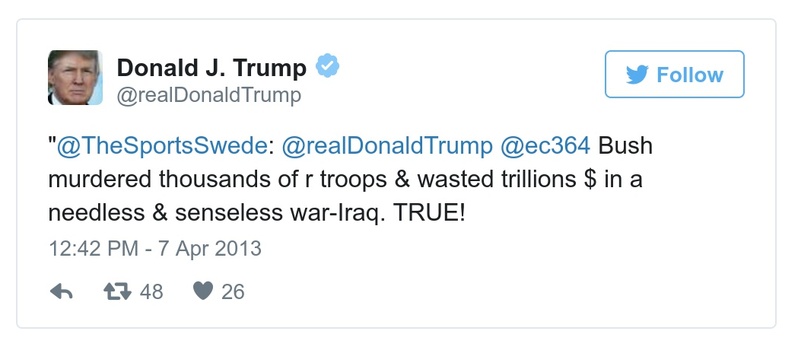 Donald J. Trump
@realDonaldTrump
Follow
"@TheSportsSwede: @realDonaldTrump @ec364 Bush
murdered thousands of r troops & wasted trillions $ in a
needless & senseless war-Iraq. TRUE!
12:42 PM - 7 Apr 2013
48 26